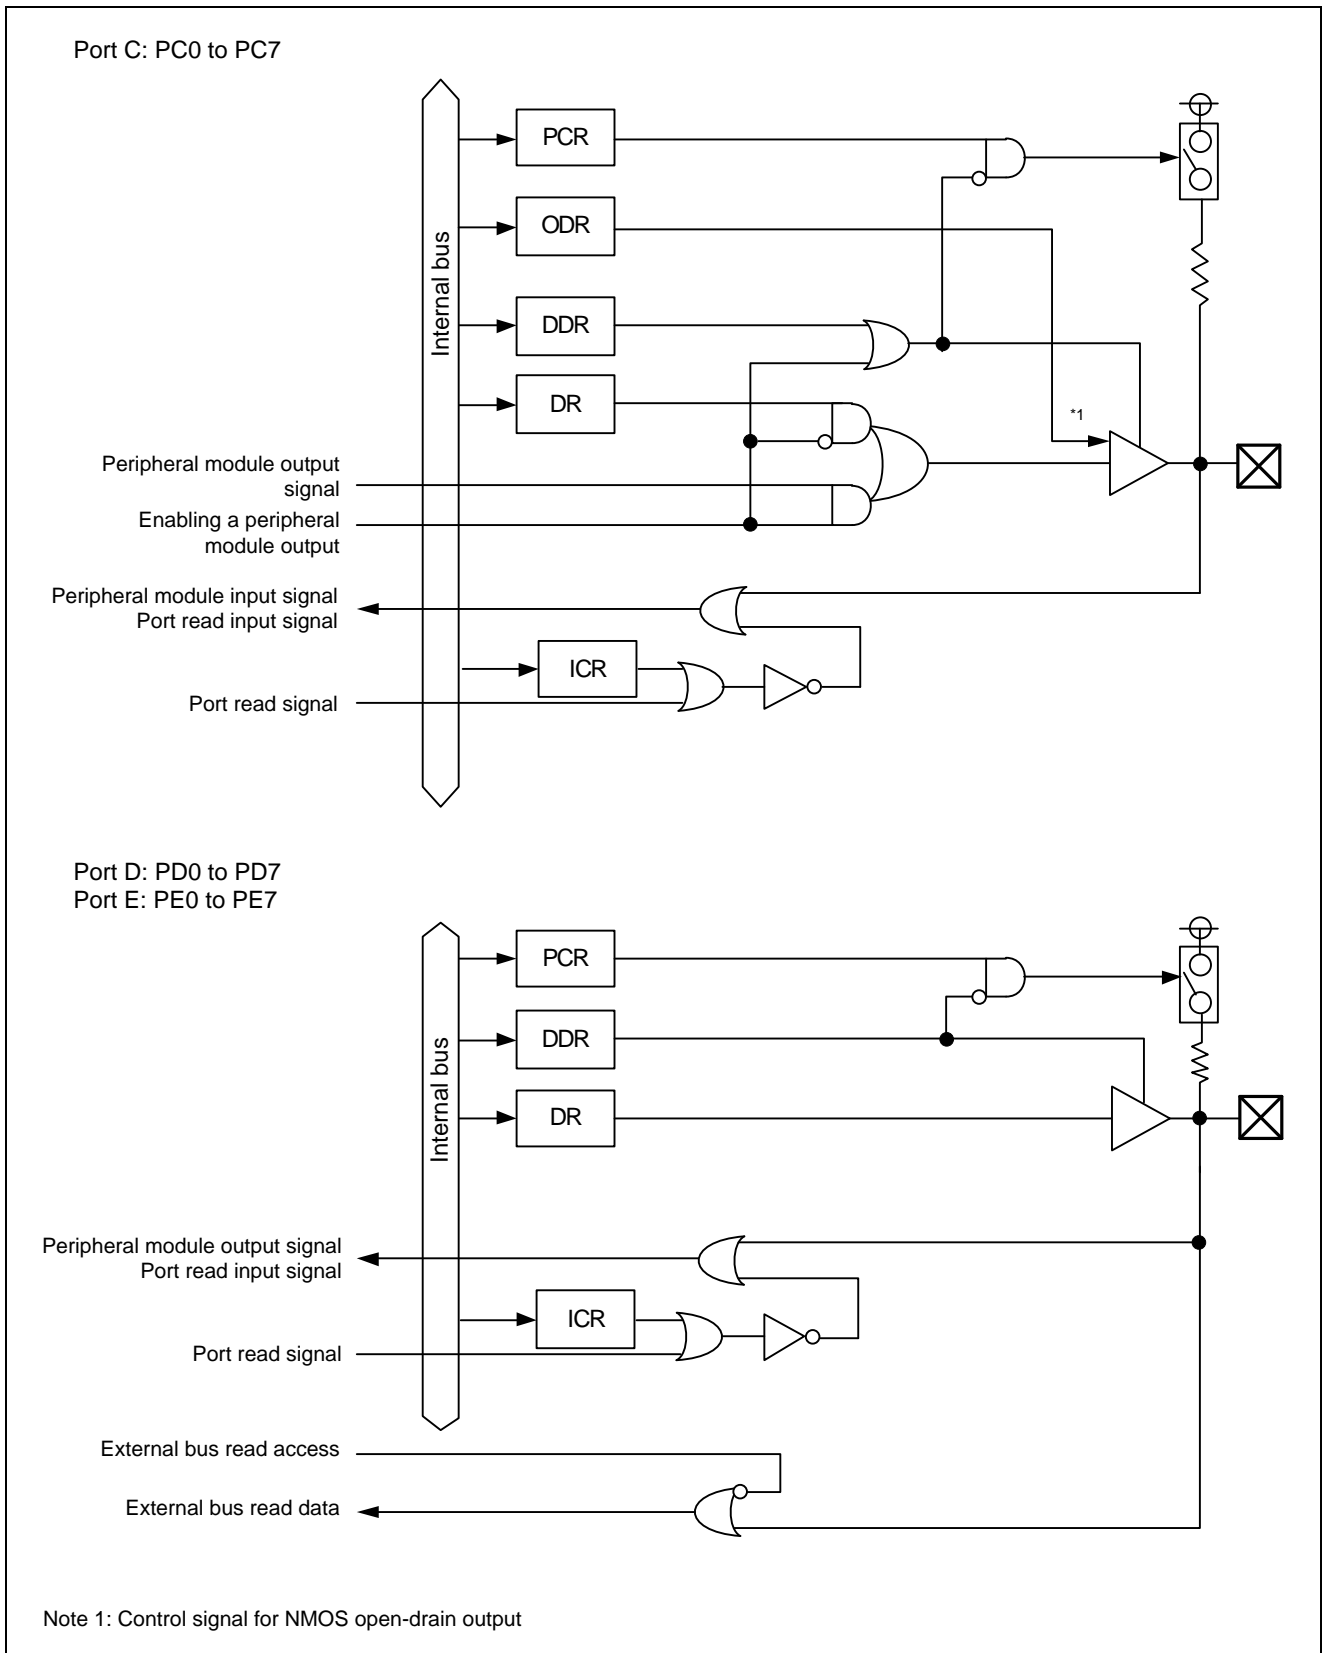 Port C: PC0 to PC7
Internal bus
PCR
ODR
DDR
DR
*1
Peripheral module output
signal
Enabling a peripheral
module output
Peripheral module input signal
Port read input signal
ICR
Port read signal
Port D: PD0 to PD7
Port E: PE0 to PE7
Internal bus
PCR
DDR
DR
Peripheral module output signal
Port read input signal
ICR
Port read signal
External bus read access
External bus read data
Note 1: Control signal for NMOS open-drain output